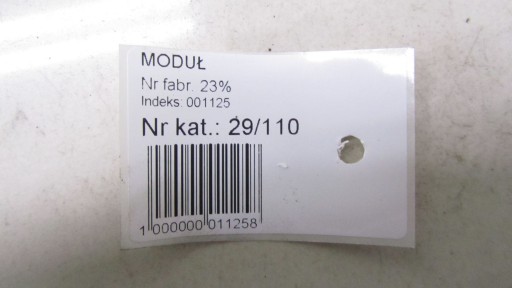 MODUŁ
Nr fabr. 23%
Indeks: 001125
Nr kat.: 29/110
1 000000 011258